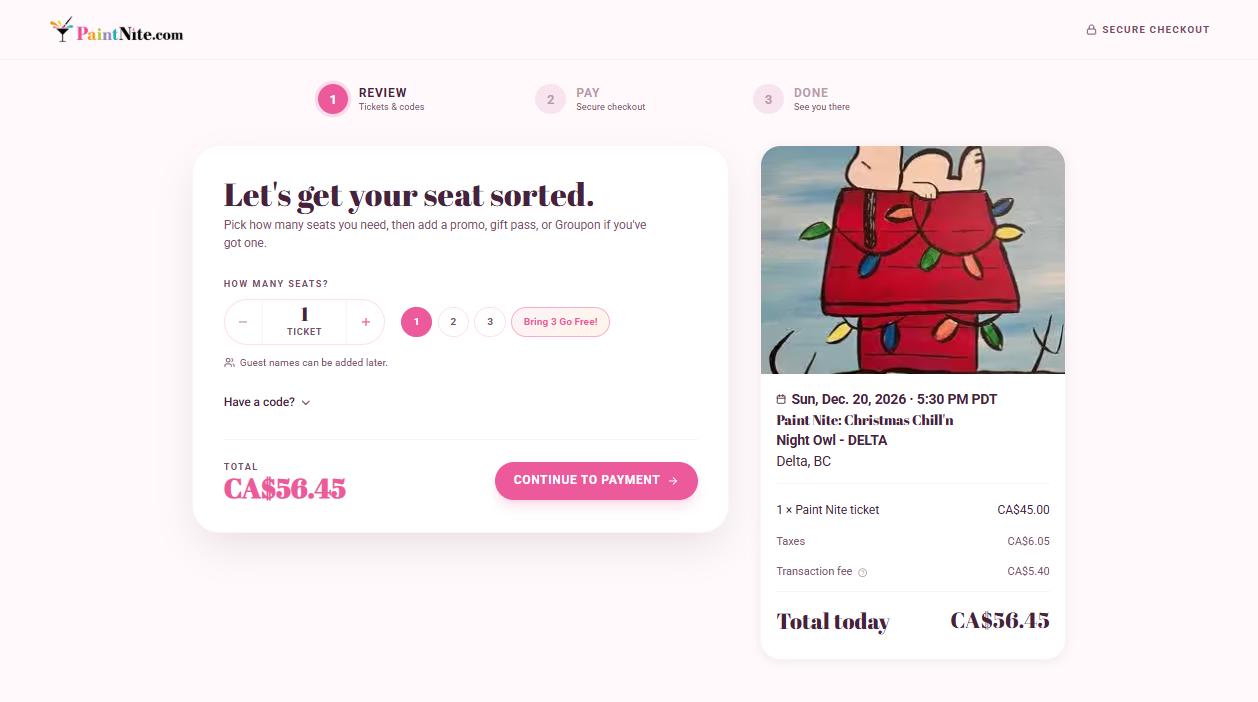 PaintNite.com
SECURE CHECKOUT
1
REVIEW
Tickets & codes
2
PAY
Secure checkout
3
DONE
See you there
Let's get your seat sorted.
Pick how many seats you need, then add a promo, gift pass, or Groupon if you've
got one.
HOW MANY SEATS?
− 1 +
TICKET
1 2 3 Bring 3 Go Free!
Guest names can be added later.
Have a code?
TOTAL
CA$56.45
CONTINUE TO PAYMENT →
Sun, Dec. 20, 2026 · 5:30 PM PDT
Paint Nite: Christmas Chill'n
Night Owl - DELTA
Delta, BC
1 × Paint Nite ticket CA$45.00
Taxes CA$6.05
Transaction fee ? CA$5.40
Total today CA$56.45